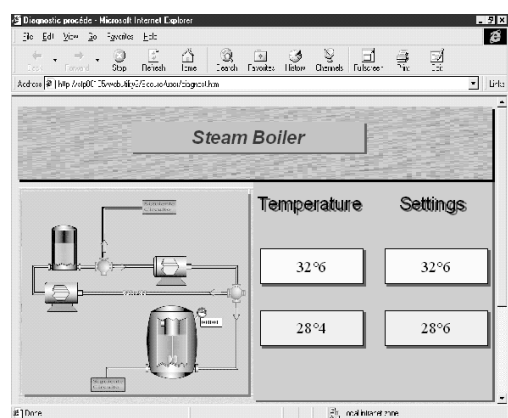 Diagnostic procédé - Microsoft Internet Explorer
File Edit View Go Favorites Help
Stop Refresh Home Search Favorites History Channels Fullscreen Print Edit
Address
Links
Steam Boiler
Temperature Settings
32°6 32°6
28°4 28°6
Done
Local intranet zone